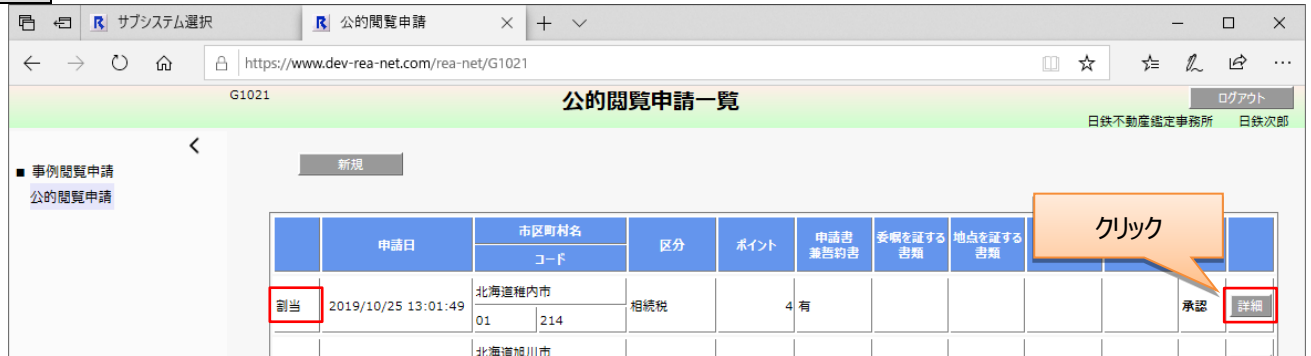 サブシステム選択
公的閲覧申請
https://www.dev-rea-net.com/rea-net/G1021
G1021
公的閲覧申請一覧
ログアウト
日鉄不動産鑑定事務所 日鉄次郎
■ 事例閲覧申請
公的閲覧申請
新規
クリック
申請日
市区町村名
コード
区分
ポイント
申請書
兼誓約書
委嘱を証する
書類
地点を証する
書類
割当
2019/10/25 13:01:49
北海道稚内市
01 214
相続税
4
有
承認
詳細
北海道旭川市